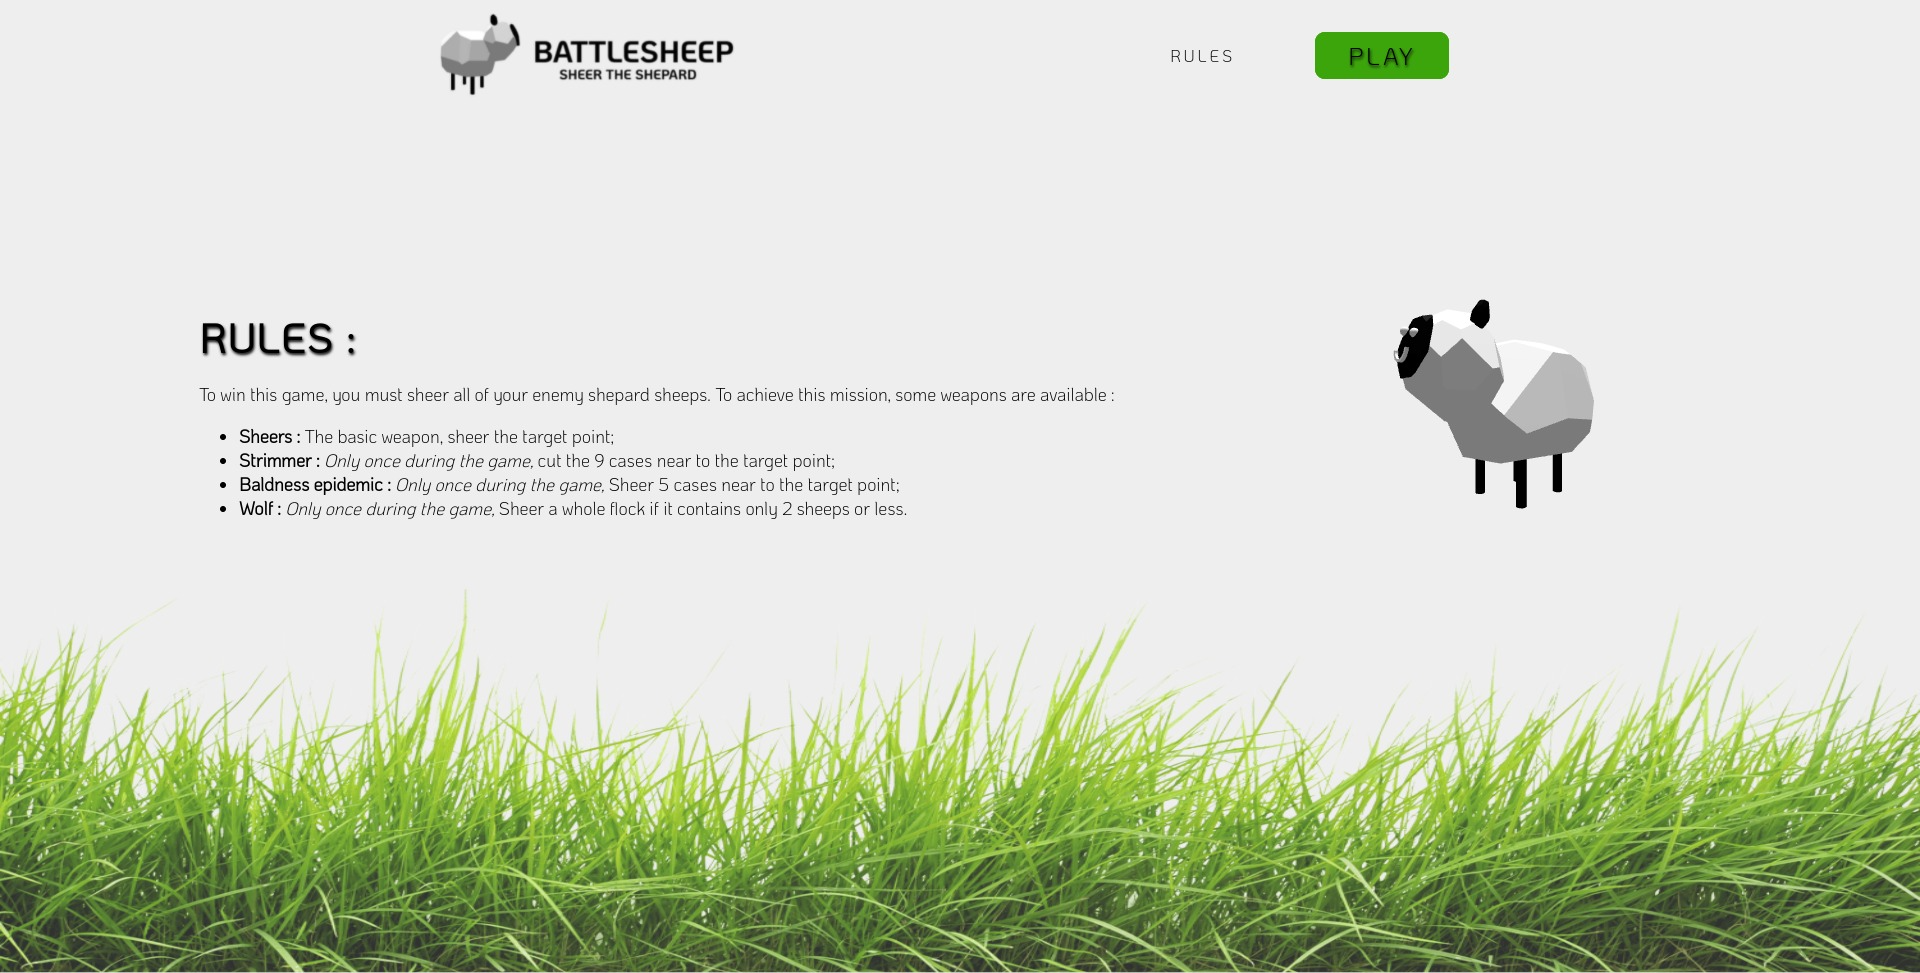 BATTLESHEEP
SHEER THE SHEPARD
RULES
PLAY
RULES :
To win this game, you must sheer all of your enemy shepard sheeps. To achieve this mission, some weapons are available :
• Sheers : The basic weapon, sheer the target point;
• Strimmer : Only once during the game, cut the 9 cases near to the target point;
• Baldness epidemic : Only once during the game, Sheer 5 cases near to the target point;
• Wolf : Only once during the game, Sheer a whole flock if it contains only 2 sheeps or less.